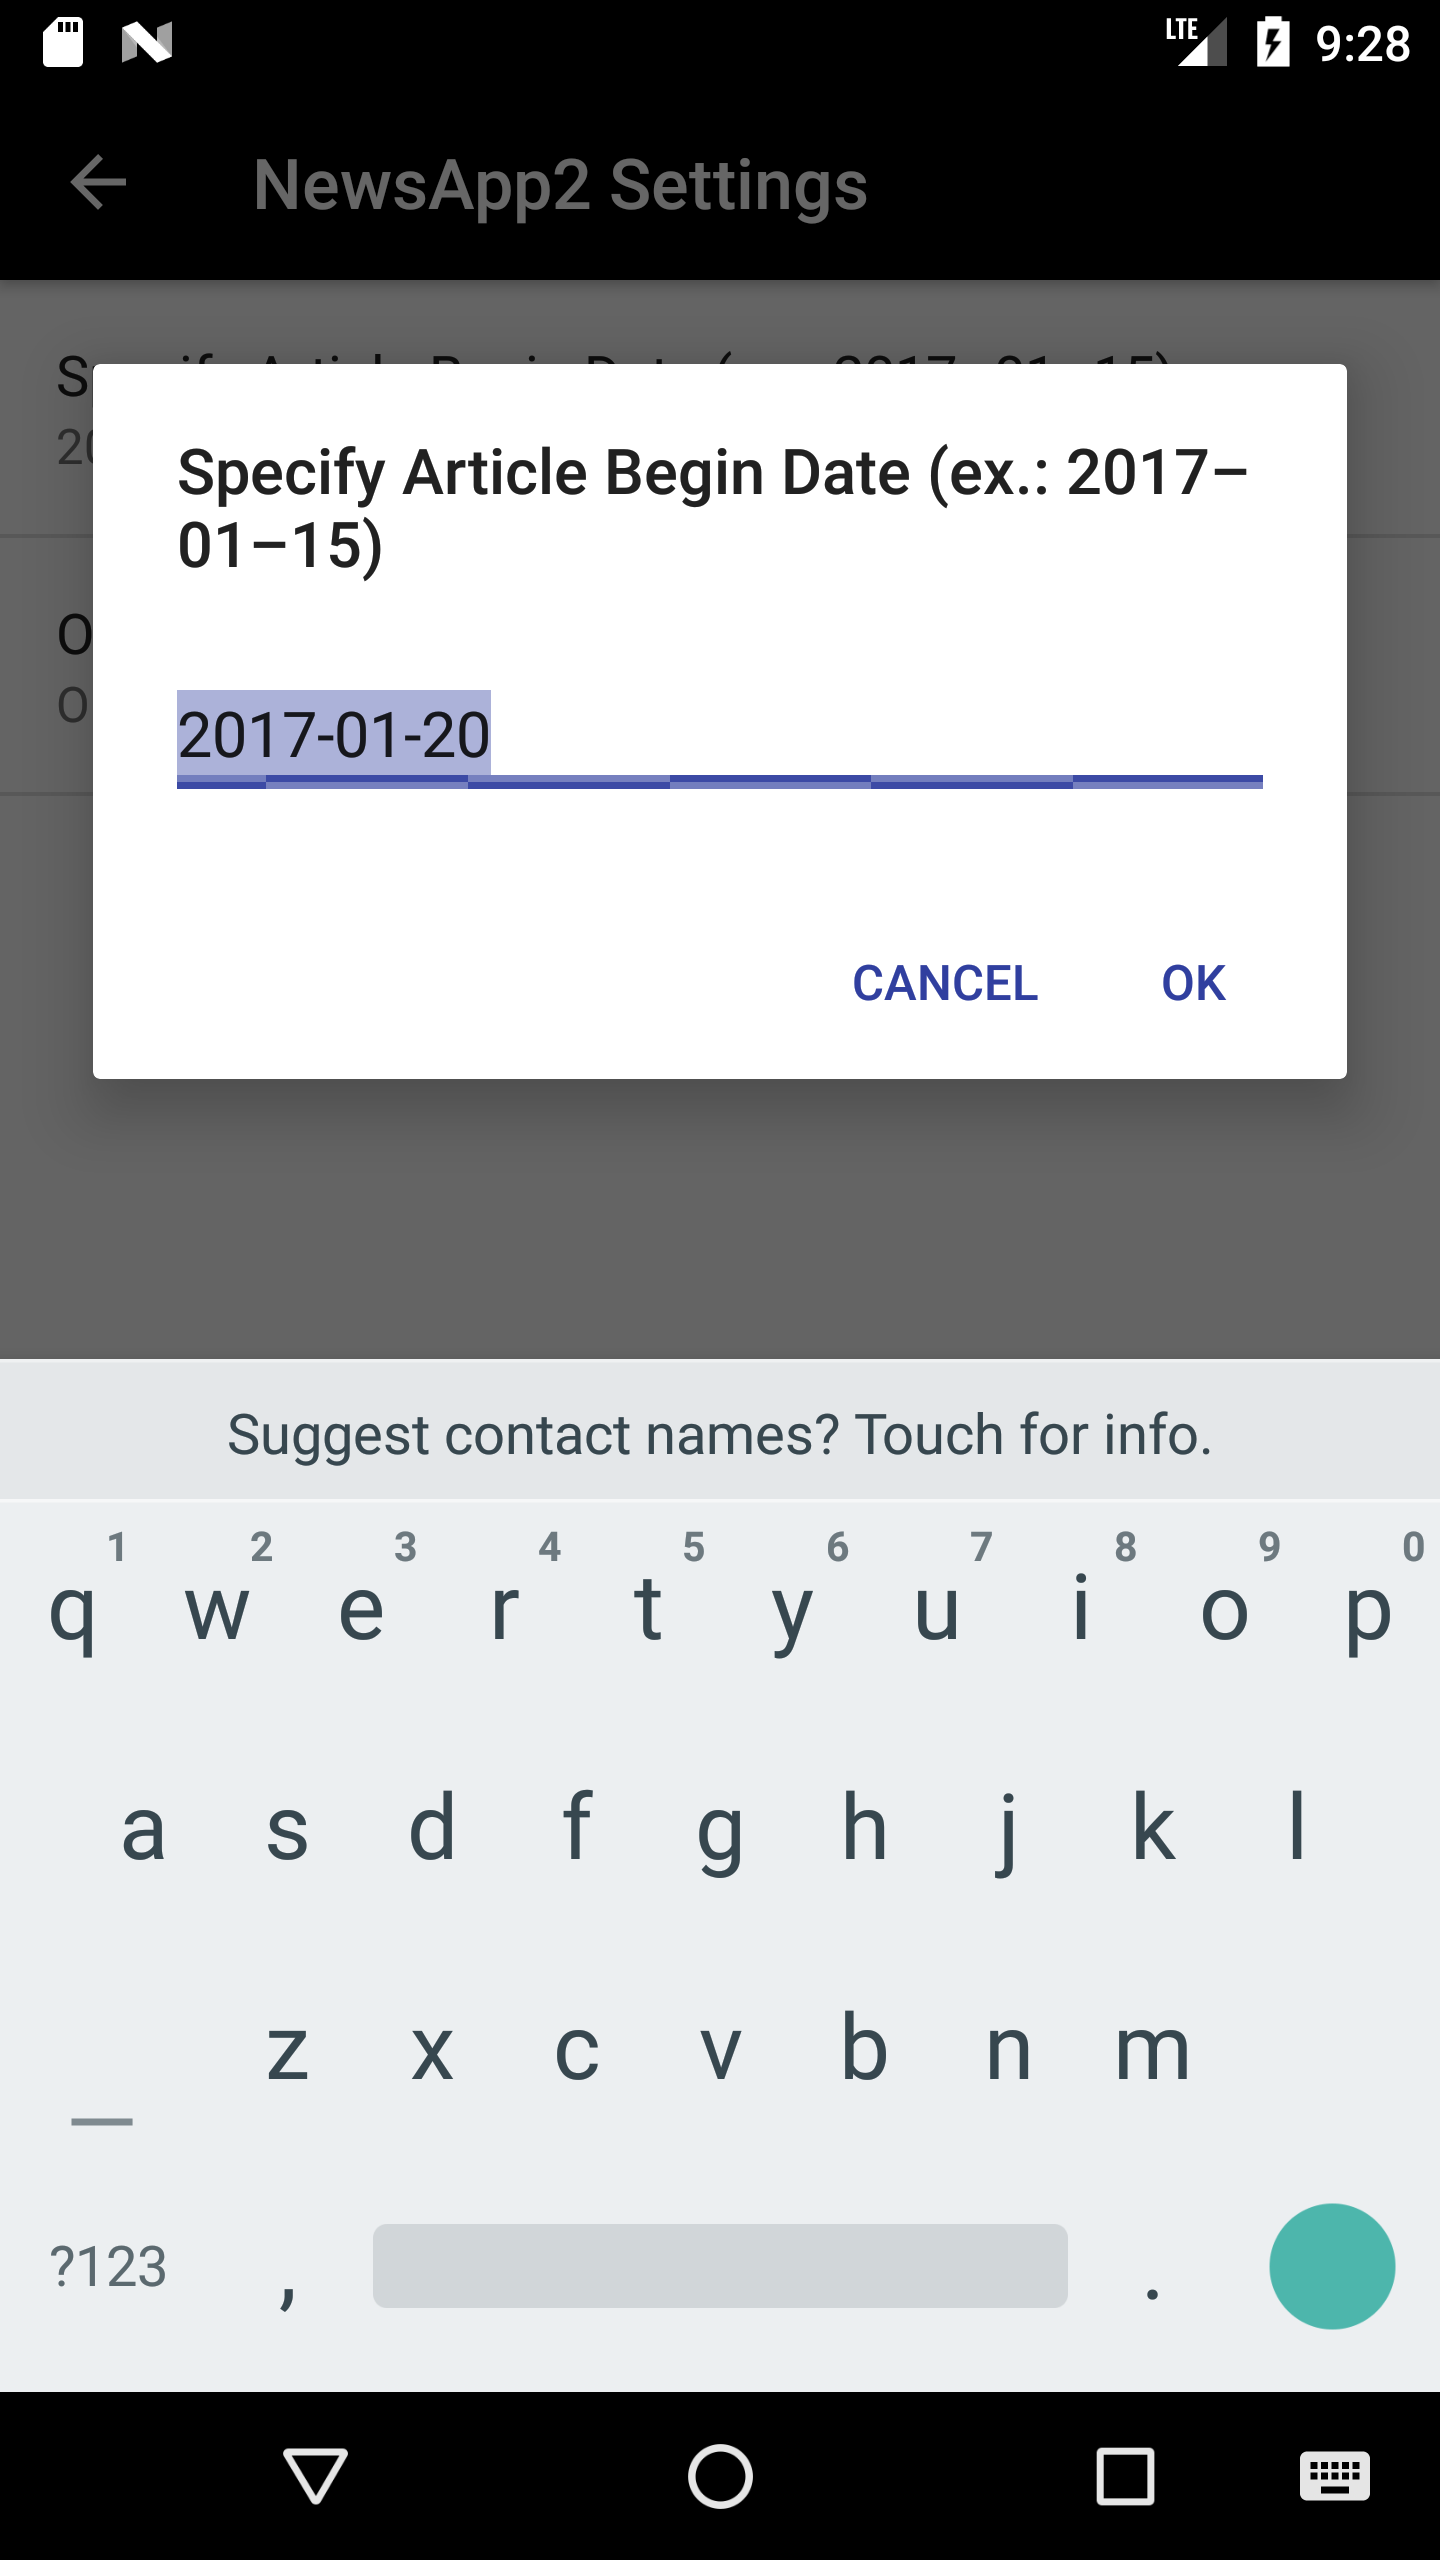 LTE 9:28
NewsApp2 Settings
Specify Article Begin Date (ex.: 2017–
01–15)
2017-01-20
CANCEL OK
Suggest contact names? Touch for info.
1 2 3 4 5 6 7 8 9 0
q w e r t y u i o p
a s d f g h j k l
z x c v b n m
?123 , .